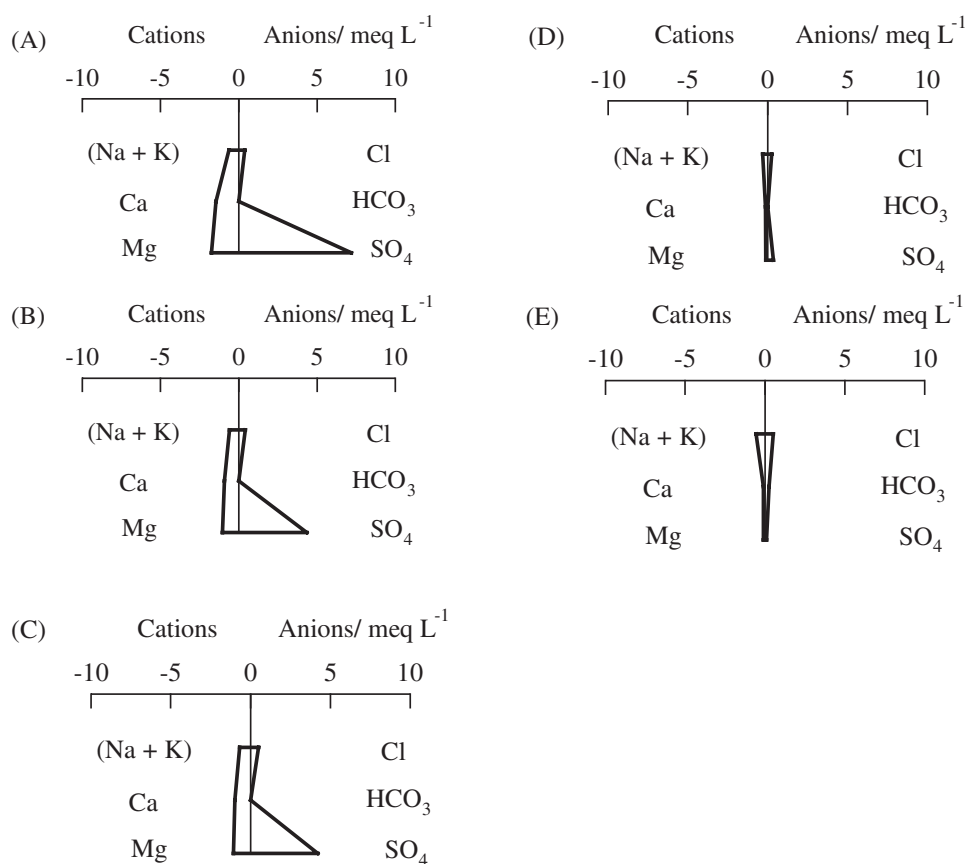 (A) Cations Anions/ meq L-1
-10 -5 0 5 10
(Na + K) Cl
Ca HCO3
Mg SO4
(B) Cations Anions/ meq L-1
-10 -5 0 5 10
(Na + K) Cl
Ca HCO3
Mg SO4
(C) Cations Anions/ meq L-1
-10 -5 0 5 10
(Na + K) Cl
Ca HCO3
Mg SO4
(D) Cations Anions/ meq L-1
-10 -5 0 5 10
(Na + K) Cl
Ca HCO3
Mg SO4
(E) Cations Anions/ meq L-1
-10 -5 0 5 10
(Na + K) Cl
Ca HCO3
Mg SO4